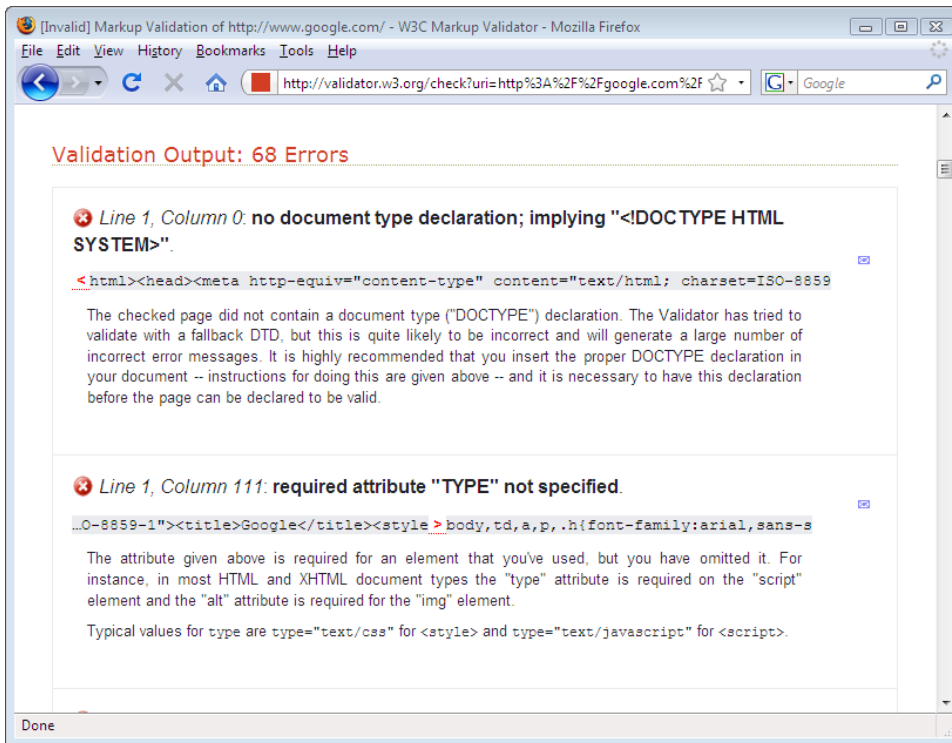 [Invalid] Markup Validation of http://www.google.com/ - W3C Markup Validator - Mozilla Firefox
File Edit View History Bookmarks Tools Help
http://validator.w3.org/check?uri=http%3A%2F%2Fgoogle.com%2F
G Google
Validation Output: 68 Errors
Line 1, Column 0: no document type declaration; implying "<!DOCTYPE HTML
SYSTEM>".
<html><head><meta http-equiv="content-type" content="text/html; charset=ISO-8859
The checked page did not contain a document type ("DOCTYPE") declaration. The Validator has tried to
validate with a fallback DTD, but this is quite likely to be incorrect and will generate a large number of
incorrect error messages. It is highly recommended that you insert the proper DOCTYPE declaration in
your document -- instructions for doing this are given above -- and it is necessary to have this declaration
before the page can be declared to be valid.
Line 1, Column 111: required attribute "TYPE" not specified.
…O-8859-1"><title>Google</title><style>body,td,a,p,.h{font-family:arial,sans-s
The attribute given above is required for an element that you've used, but you have omitted it. For
instance, in most HTML and XHTML document types the "type" attribute is required on the "script"
element and the "alt" attribute is required for the "img" element.
Typical values for type are type="text/css" for <style> and type="text/javascript" for <script>.
Done